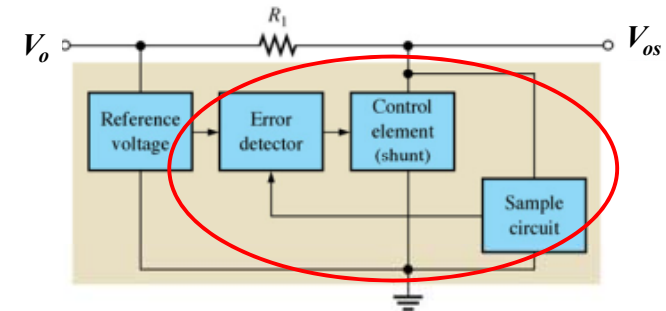 R1
Vo
Vos
Reference
voltage
Error
detector
Control
element
(shunt)
Sample
circuit